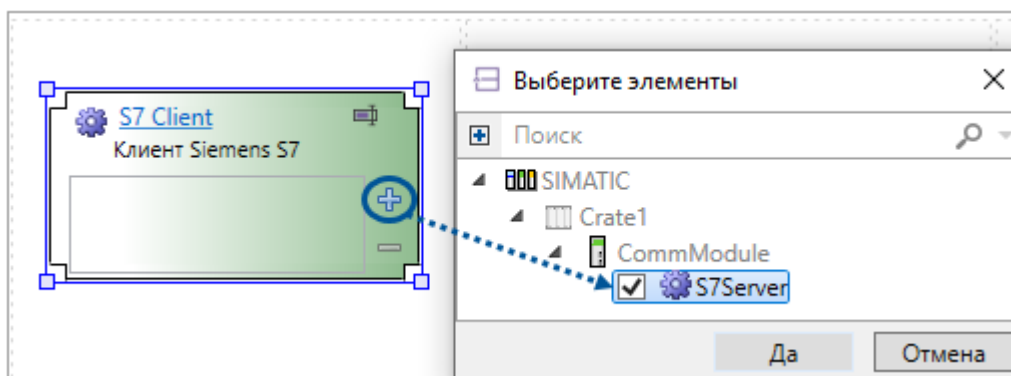 S7 Client
Клиент Siemens S7
Выберите элементы
Поиск
SIMATIC
Crate1
CommModule
S7Server
Да
Отмена